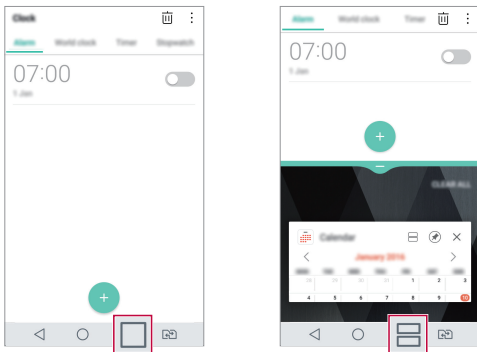 Clock
Alarm World clock Timer Stopwatch
07:00
1 Jan
+
Alarm World clock Timer
07:00
1 Jan
+
CLEAR ALL
Calendar
January 2016
1 2 3
4 5 6 7 8 9 10